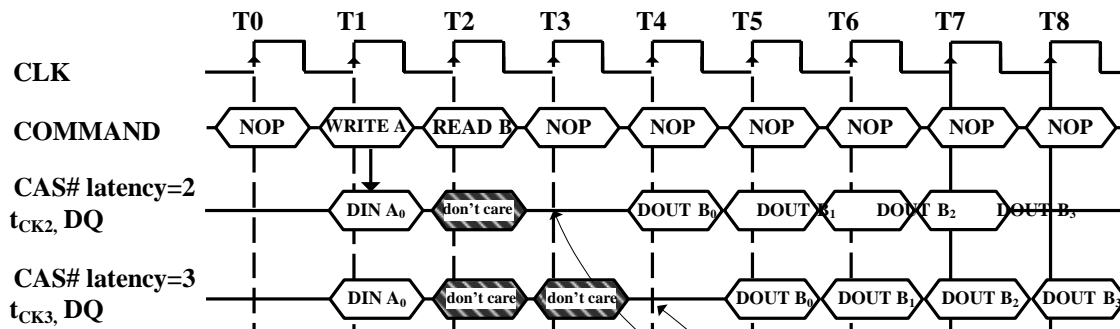 T0 T1 T2 T3 T4 T5 T6 T7 T8
CLK
COMMAND NOP WRITE A READ B NOP NOP NOP NOP NOP NOP
CAS# latency=2
tCK2, DQ DIN A0 don't care DOUT B0 DOUT B1 DOUT B2 DOUT B3
CAS# latency=3
tCK3, DQ DIN A0 don't care don't care DOUT B0 DOUT B1 DOUT B2 DOUT B3